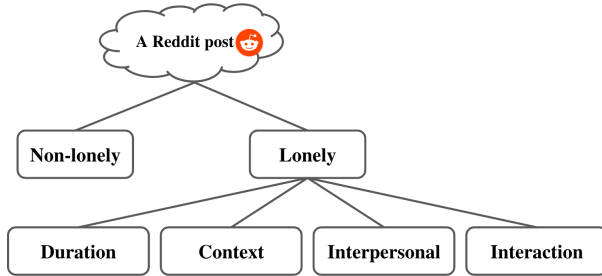 A Reddit post
Non-lonely
Lonely
Duration
Context
Interpersonal
Interaction